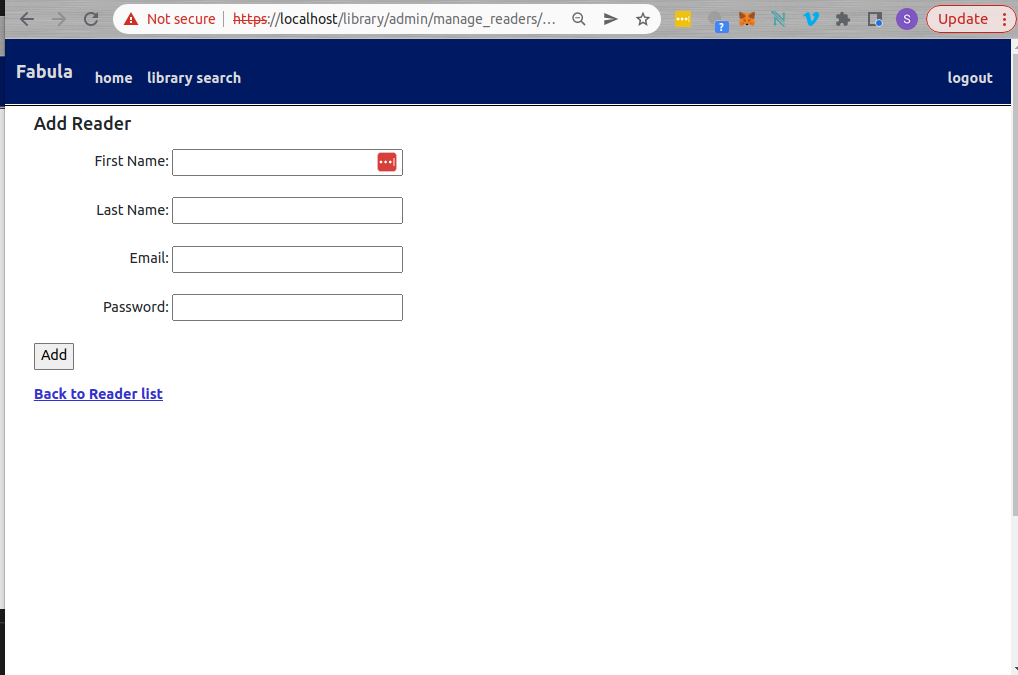 Not secure https://localhost/library/admin/manage_readers/... ? S Update
Fabula home library search logout
Add Reader
First Name:
Last Name:
Email:
Password:
Add
Back to Reader list